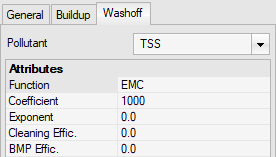 General Buildup Washoff
Pollutant TSS
Attributes
Function EMC
Coefficient 1000
Exponent 0.0
Cleaning Effic. 0.0
BMP Effic. 0.0